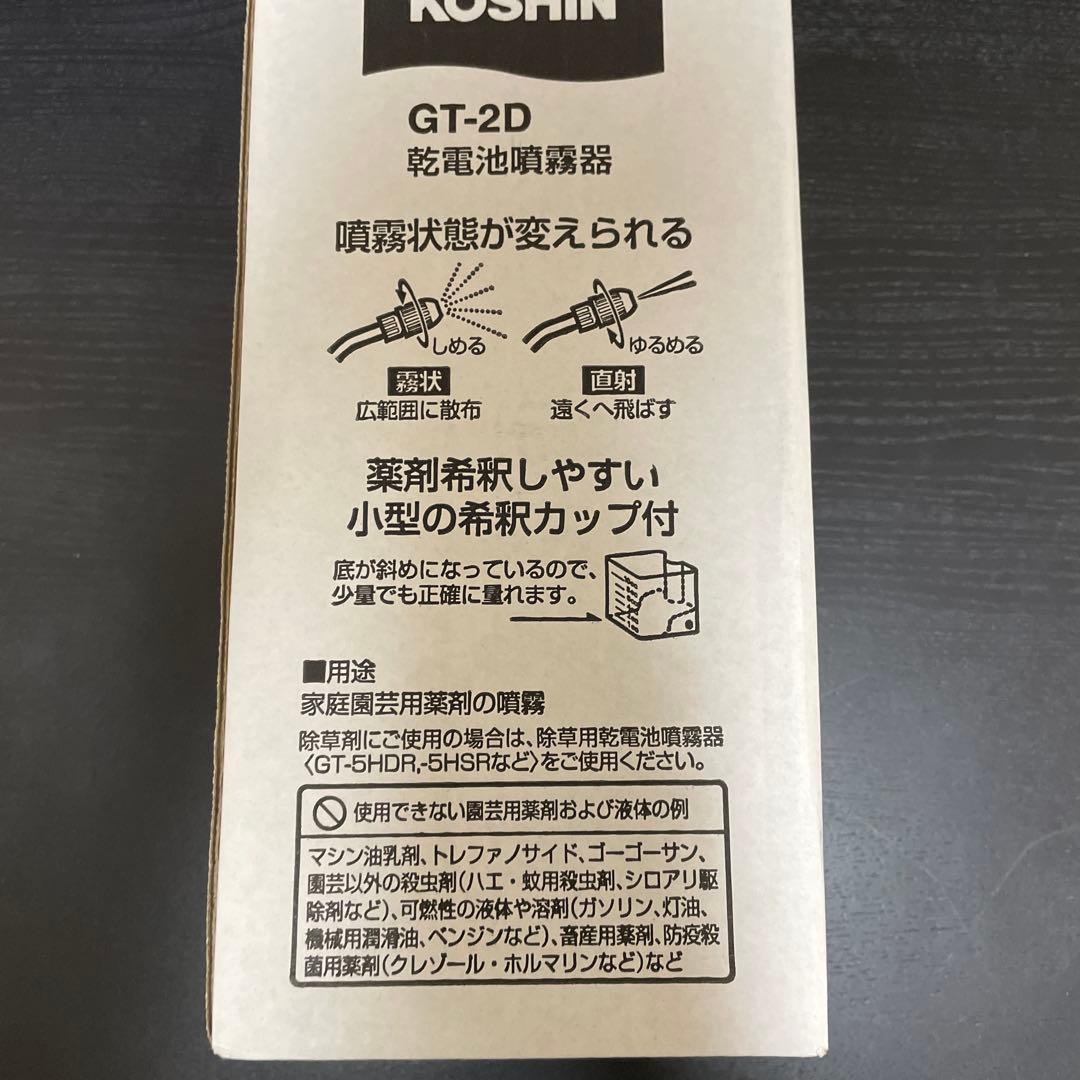 KOSHIN
GT-2D
乾電池噴霧器
噴霧状態が変えられる
しめる
ゆるめる
霧状
直射
広範囲に散布
遠くへ飛ばす
薬剤希釈しやすい
小型の希釈カップ付
底が斜めになっているので、
少量でも正確に量れます。
■用途
家庭園芸用薬剤の噴霧
除草剤にご使用の場合は、除草用乾電池噴霧器
〈GT-5HDR,-5HSRなど〉をご使用ください。
使用できない園芸用薬剤および液体の例
マシン油乳剤、トレファノサイド、ゴーゴーサン、
園芸以外の殺虫剤(ハエ・蚊用殺虫剤、シロアリ駆
除剤など)、可燃性の液体や溶剤(ガソリン、灯油、
機械用潤滑油、ベンジンなど)、畜産用薬剤、防疫殺
菌用薬剤(クレゾール・ホルマリンなど)など